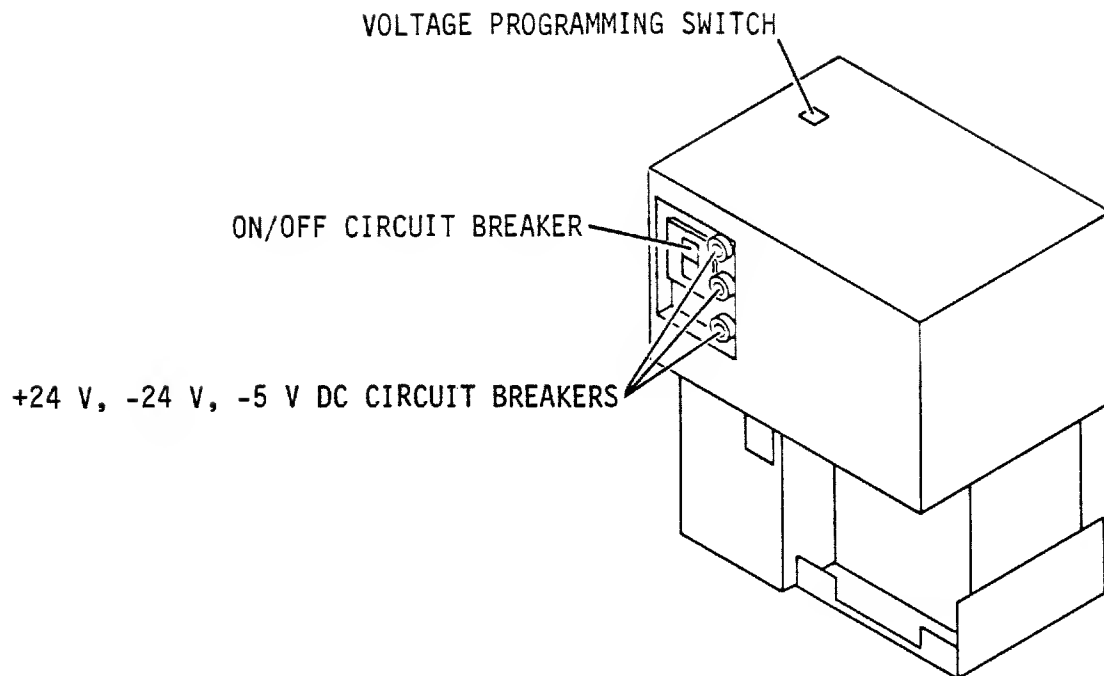 VOLTAGE PROGRAMMING SWITCH
ON/OFF CIRCUIT BREAKER
+24 V, -24 V, -5 V DC CIRCUIT BREAKERS